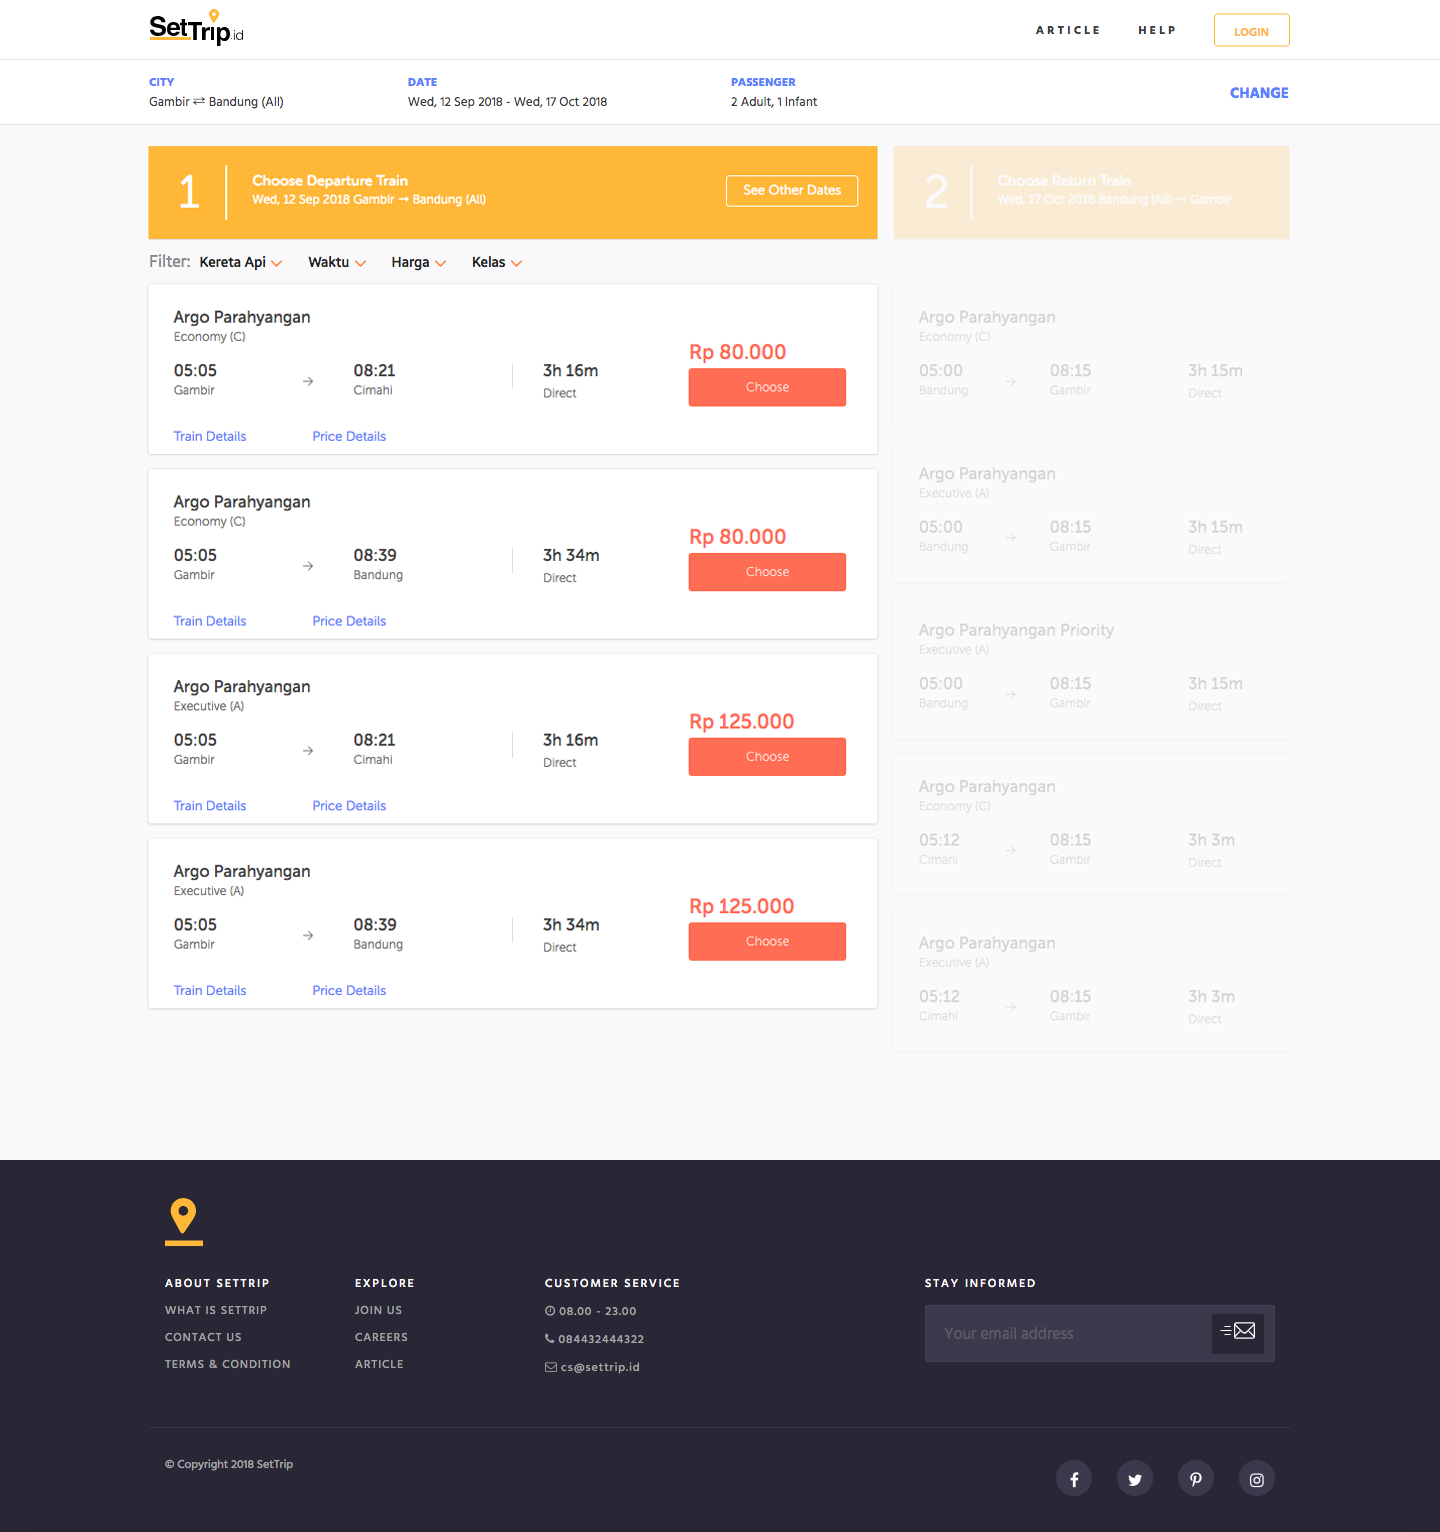 SetTrip.id
ARTICLE HELP LOGIN
CITY DATE PASSENGER
Gambir ⇄ Bandung (All) Wed, 12 Sep 2018 - Wed, 17 Oct 2018 2 Adult, 1 Infant
CHANGE
1
Choose Departure Train
Wed, 12 Sep 2018 Gambir → Bandung (All)
See Other Dates
2
Choose Return Train
Wed, 17 Oct 2018 Bandung (All) → Gambir
Filter: Kereta Api Waktu Harga Kelas
Argo Parahyangan
Economy (C)
05:05 → 08:21 3h 16m
Gambir Cimahi Direct
Rp 80.000
Choose
Train Details Price Details
Argo Parahyangan
Economy (C)
05:05 → 08:39 3h 34m
Gambir Bandung Direct
Rp 80.000
Choose
Train Details Price Details
Argo Parahyangan
Executive (A)
05:05 → 08:21 3h 16m
Gambir Cimahi Direct
Rp 125.000
Choose
Train Details Price Details
Argo Parahyangan
Executive (A)
05:05 → 08:39 3h 34m
Gambir Bandung Direct
Rp 125.000
Choose
Train Details Price Details
Argo Parahyangan
Economy (C)
05:00 → 08:15 3h 15m
Bandung Gambir Direct
Argo Parahyangan
Executive (A)
05:00 → 08:15 3h 15m
Bandung Gambir Direct
Argo Parahyangan Priority
Executive (A)
05:00 → 08:15 3h 15m
Bandung Gambir Direct
Argo Parahyangan
Economy (C)
05:12 → 08:15 3h 3m
Cimahi Gambir Direct
Argo Parahyangan
Executive (A)
05:12 → 08:15 3h 3m
Cimahi Gambir Direct
ABOUT SETTRIP
WHAT IS SETTRIP
CONTACT US
TERMS & CONDITION
EXPLORE
JOIN US
CAREERS
ARTICLE
CUSTOMER SERVICE
08.00 - 23.00
084432444322
cs@settrip.id
STAY INFORMED
Your email address
© Copyright 2018 SetTrip